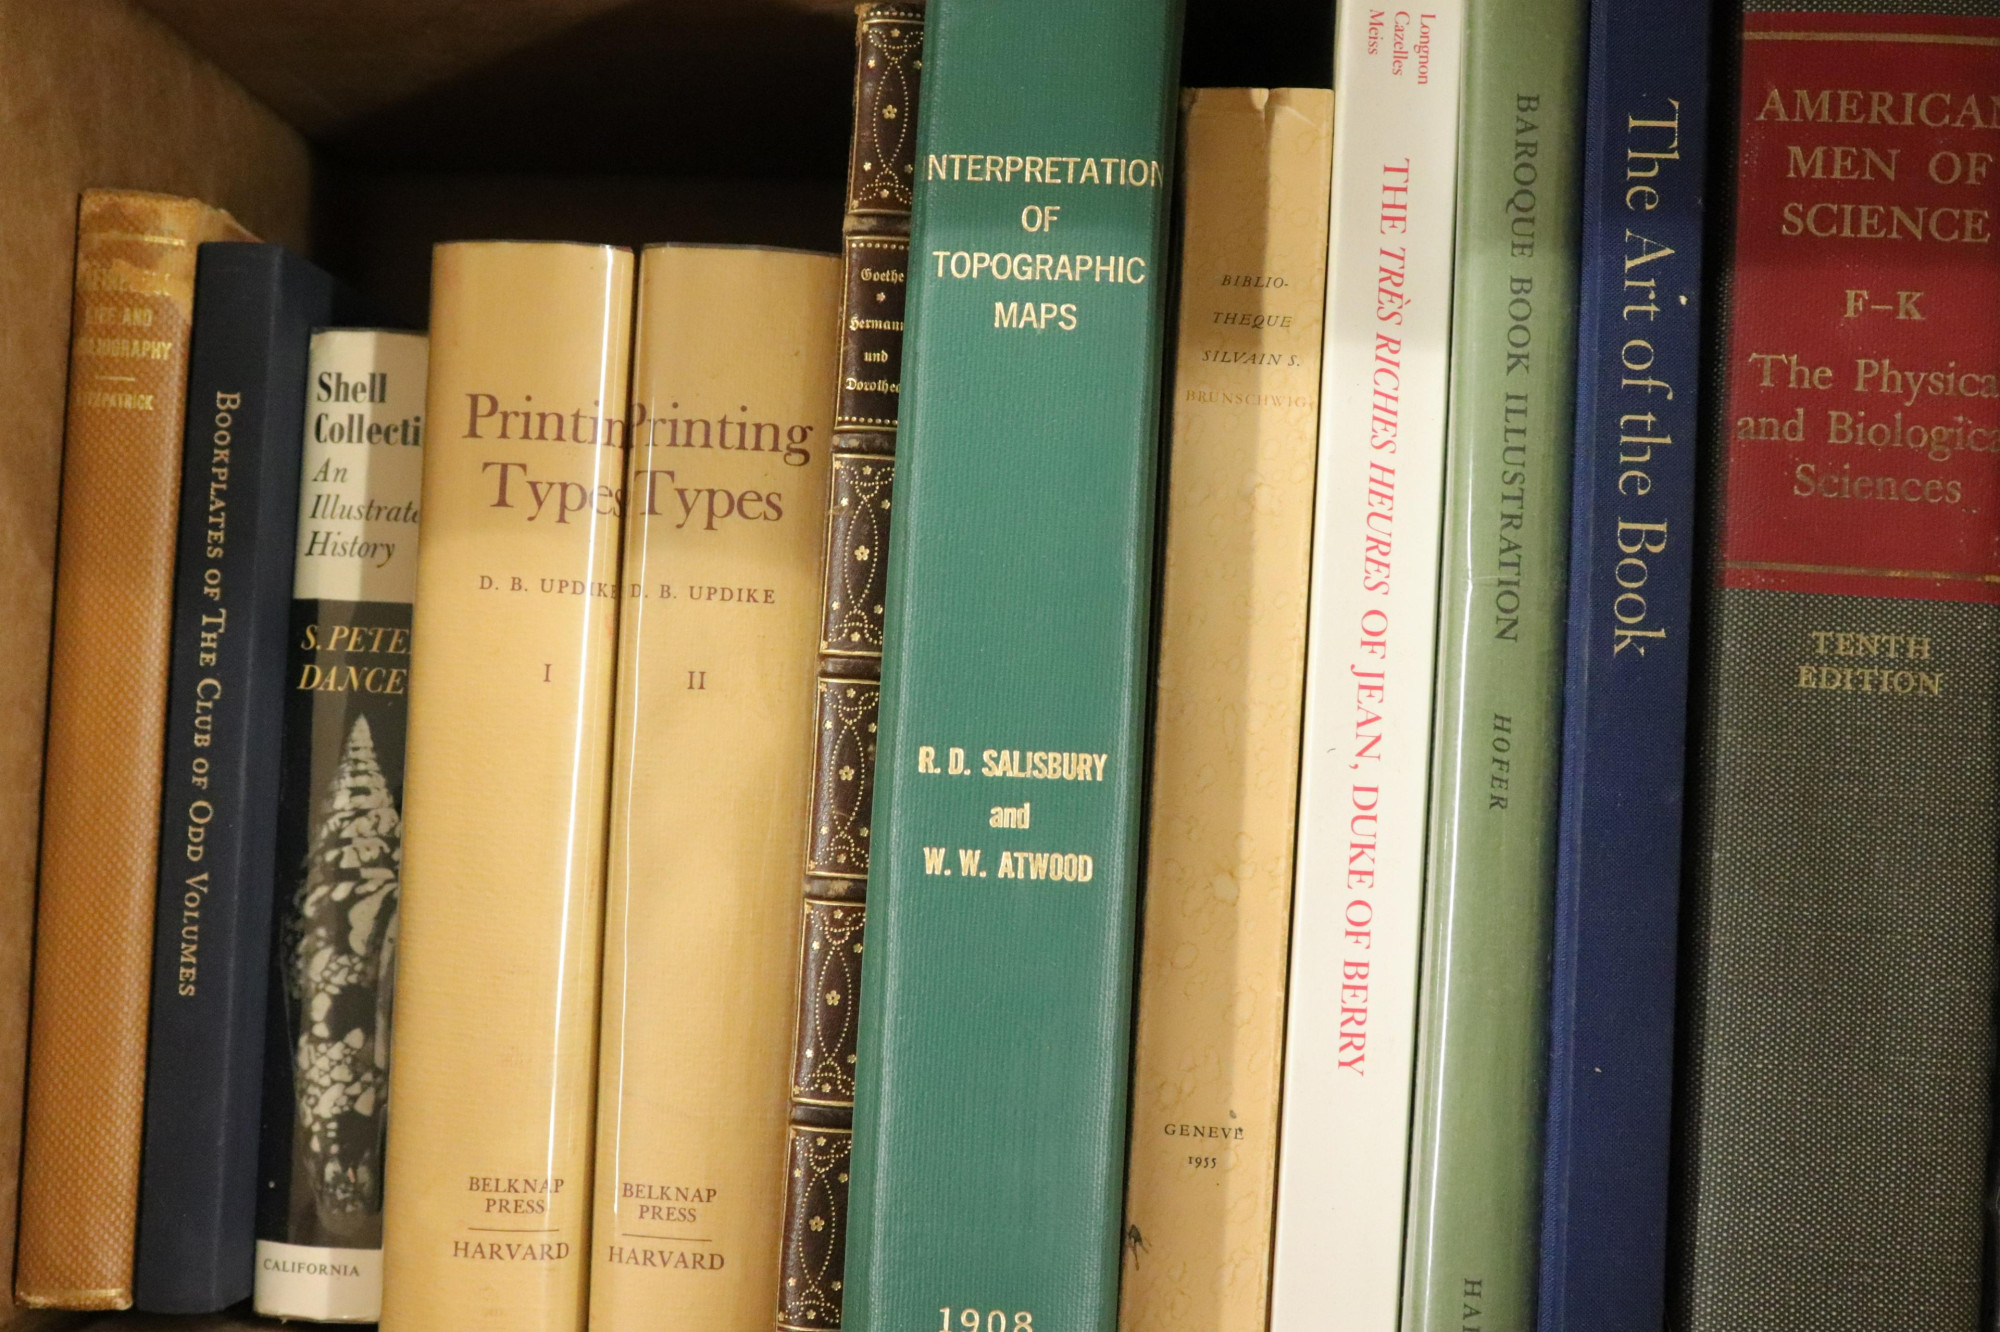 AND
BOOKPLATES OF THE CLUB OF ODD VOLUMES
Shell
Collecti
An
Illustrate
History
S. PETE
DANCE
CALIFORNIA
Printin
Types
D. B. UPDIKE
I
BELKNAP
PRESS
HARVARD
Printing
Types
D. B. UPDIKE
II
BELKNAP
PRESS
HARVARD
Goethe
Hermann
und
Dorothea
NTERPRETATION
OF
TOPOGRAPHIC
MAPS
R. D. SALISBURY
and
W. W. ATWOOD
1908
BIBLIO-
THEQUE
SILVAIN S.
BRUNSCHWIG
GENEVE
1955
Longnon
Cazelles
Meiss
THE TRÈS RICHES HEURES OF JEAN, DUKE OF BERRY
BAROQUE BOOK ILLUSTRATION HOFER HA
The Art of the Book
AMERICAN
MEN OF
SCIENCE
F–K
The Physica
and Biologica
Sciences
TENTH
EDITION